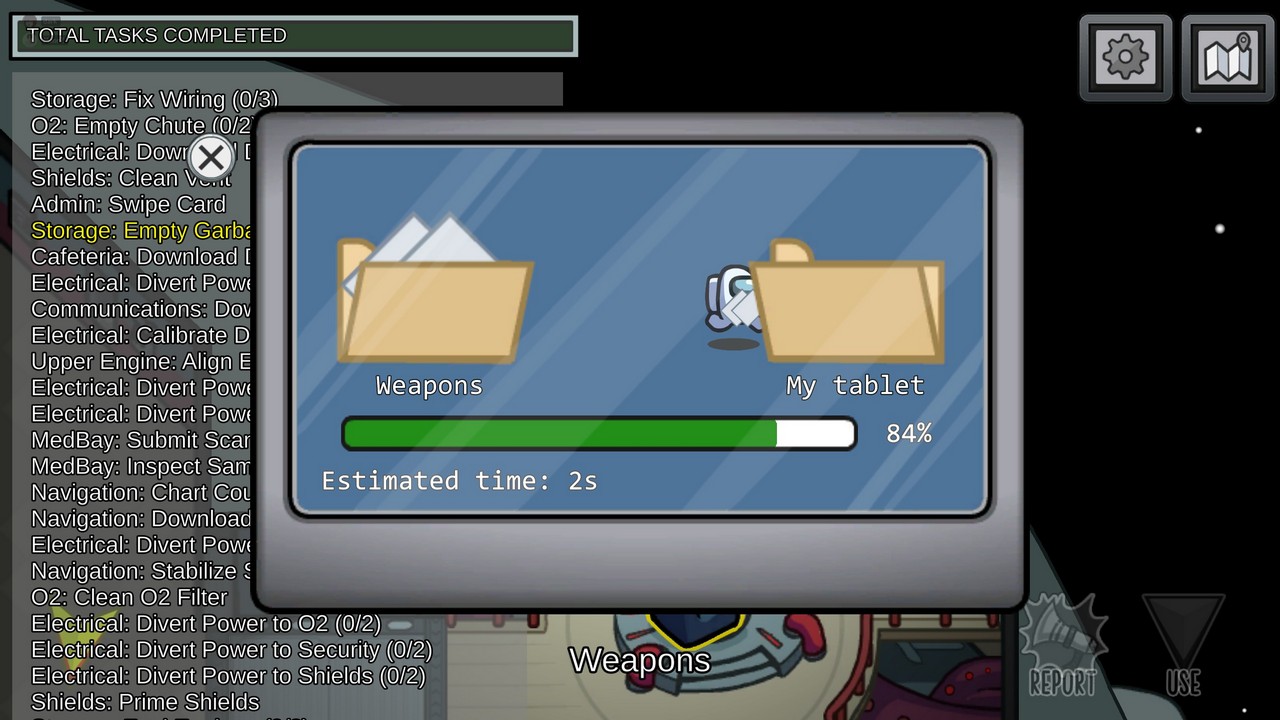 TOTAL TASKS COMPLETED
Storage: Fix Wiring (0/3)
O2: Empty Chute (0/2)
Electrical:
Shields: Clean Vent
Admin: Swipe Card
Storage: Empty
Cafeteria: Download
Electrical: Divert
Communications:
Electrical: Calibrate
Upper Engine: Align
Electrical: Divert
Electrical: Divert
MedBay: Submit
MedBay: Inspect
Navigation: Chart
Navigation: Download
Electrical: Divert
Navigation: Stabilize
O2: Clean O2 Filter
Electrical: Divert Power to O2 (0/2)
Electrical: Divert Power to Security (0/2)
Electrical: Divert Power to Shields (0/2)
Shields: Prime Shields
Weapons
My tablet
84%
Estimated time: 2s
Weapons
REPORT
USE